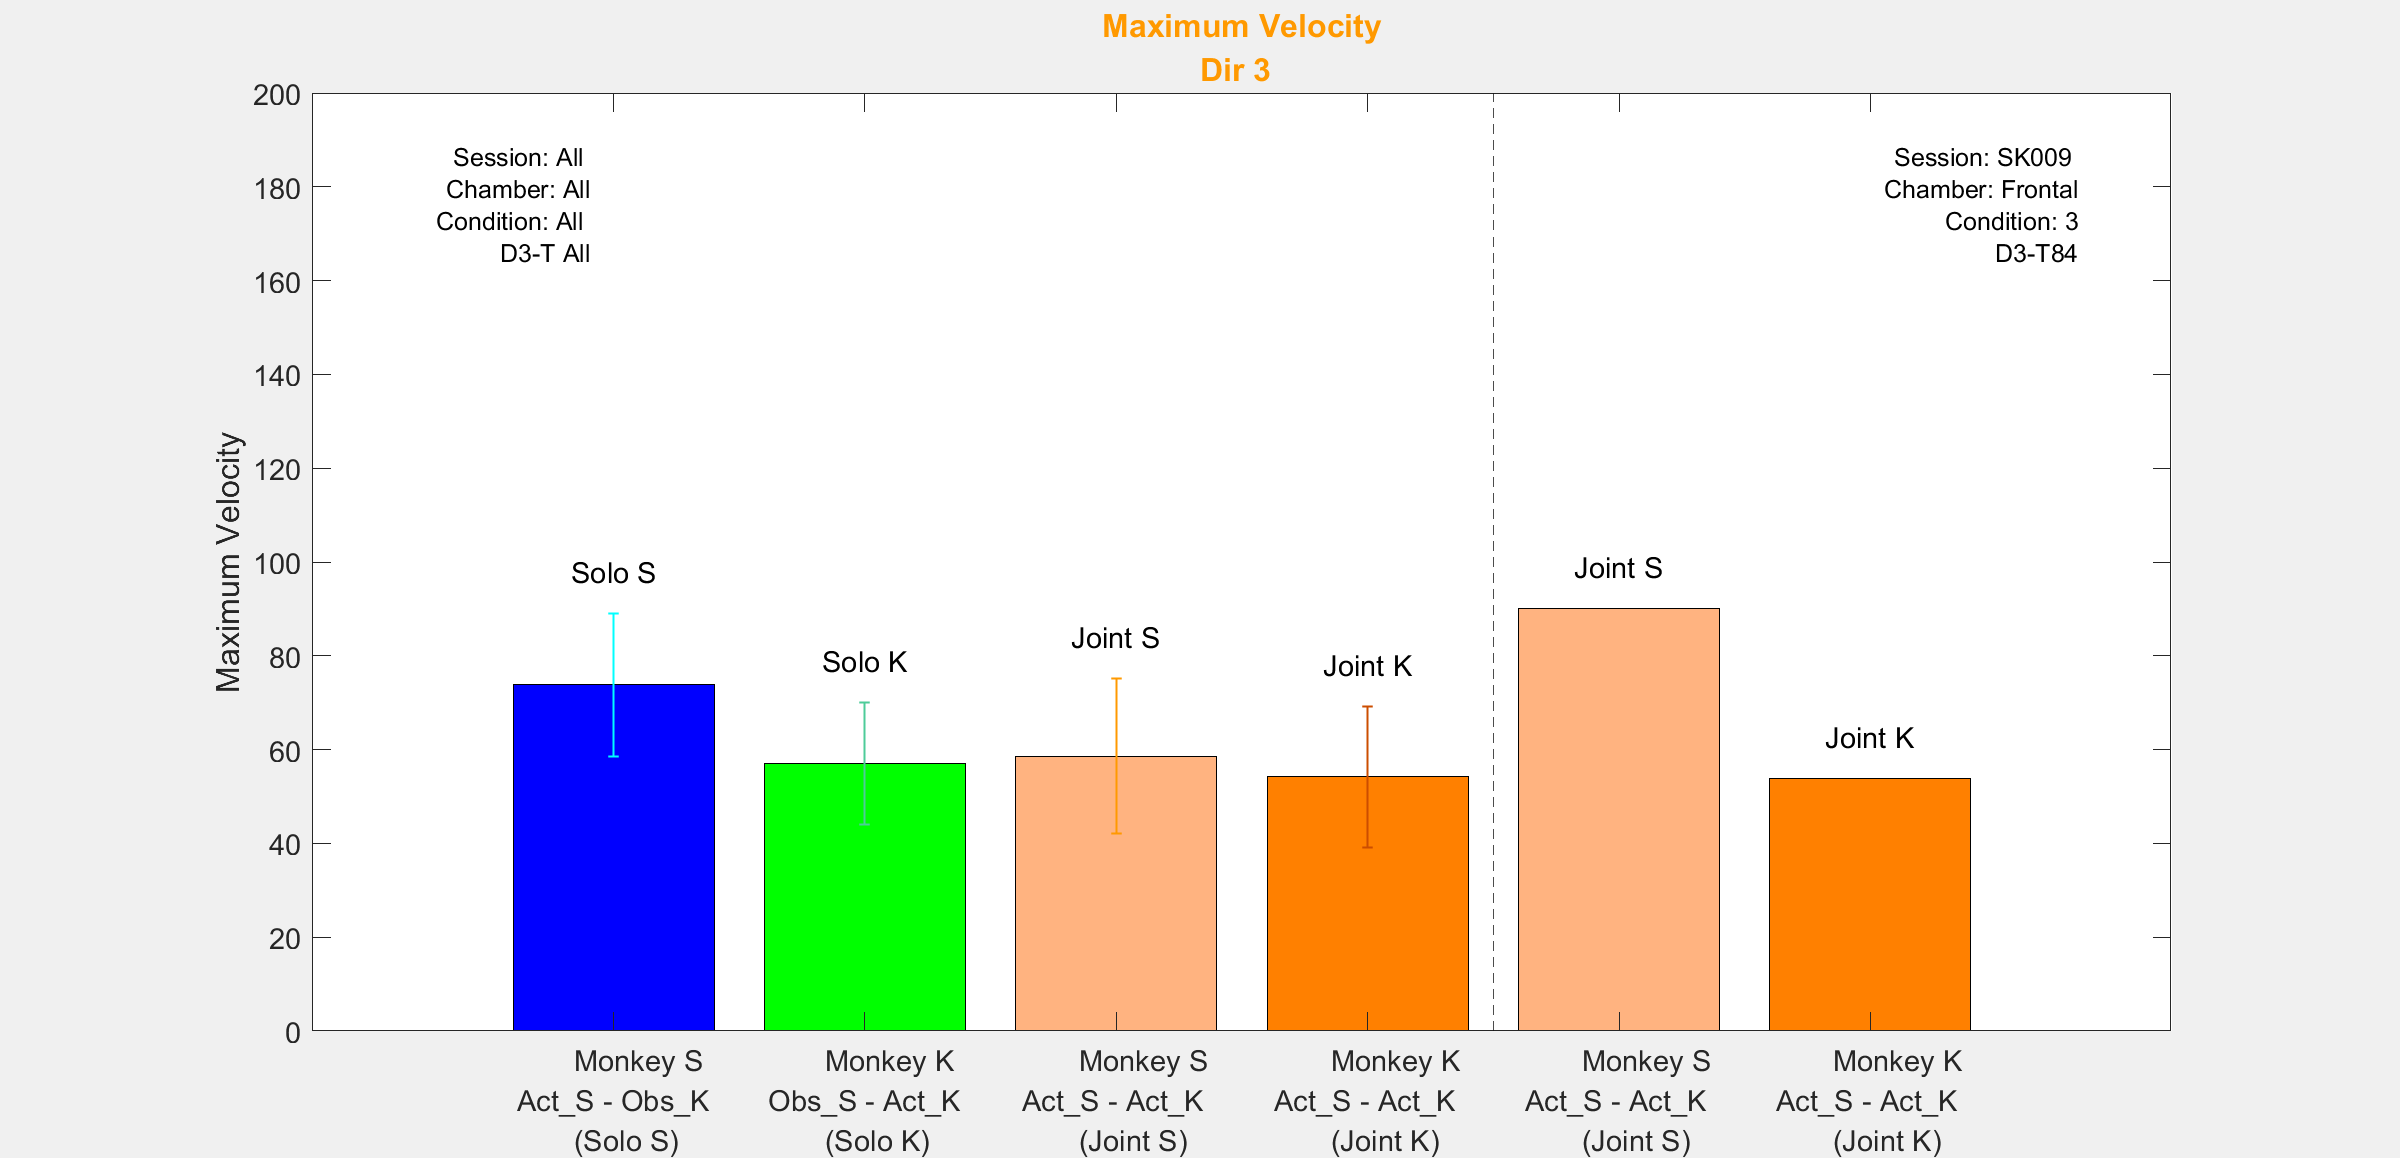 Maximum Velocity
Dir 3
200
180
160
140
120
100
80
60
40
20
0
Maximum Velocity
Session: All
Chamber: All
Condition: All
D3-T All
Session: SK009
Chamber: Frontal
Condition: 3
D3-T84
Solo S
Solo K
Joint S
Joint K
Joint S
Joint K
Monkey S
Act_S - Obs_K
(Solo S)
Monkey K
Obs_S - Act_K
(Solo K)
Monkey S
Act_S - Act_K
(Joint S)
Monkey K
Act_S - Act_K
(Joint K)
Monkey S
Act_S - Act_K
(Joint S)
Monkey K
Act_S - Act_K
(Joint K)